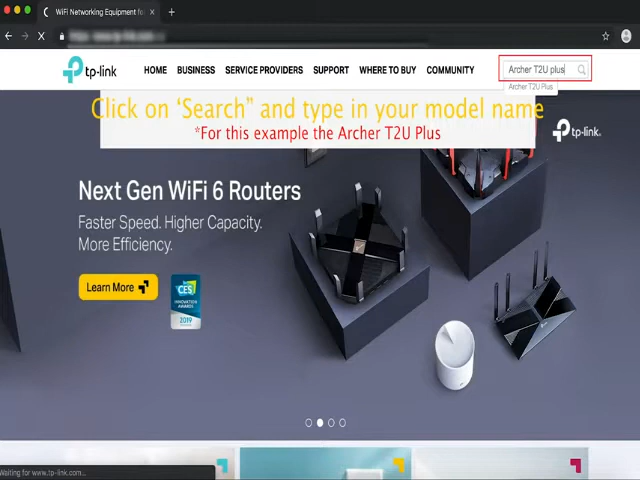 WiFi Networking Equipment fo
tp-link
HOME BUSINESS SERVICE PROVIDERS SUPPORT WHERE TO BUY COMMUNITY
Archer T2U plus
Archer T2U Plus
Click on ‘Search” and type in your model name
*For this example the Archer T2U Plus
tp-link
Next Gen WiFi 6 Routers
Faster Speed. Higher Capacity.
More Efficiency.
Learn More
CES
INNOVATION
AWARDS
2019
Waiting for www.tp-link.com...